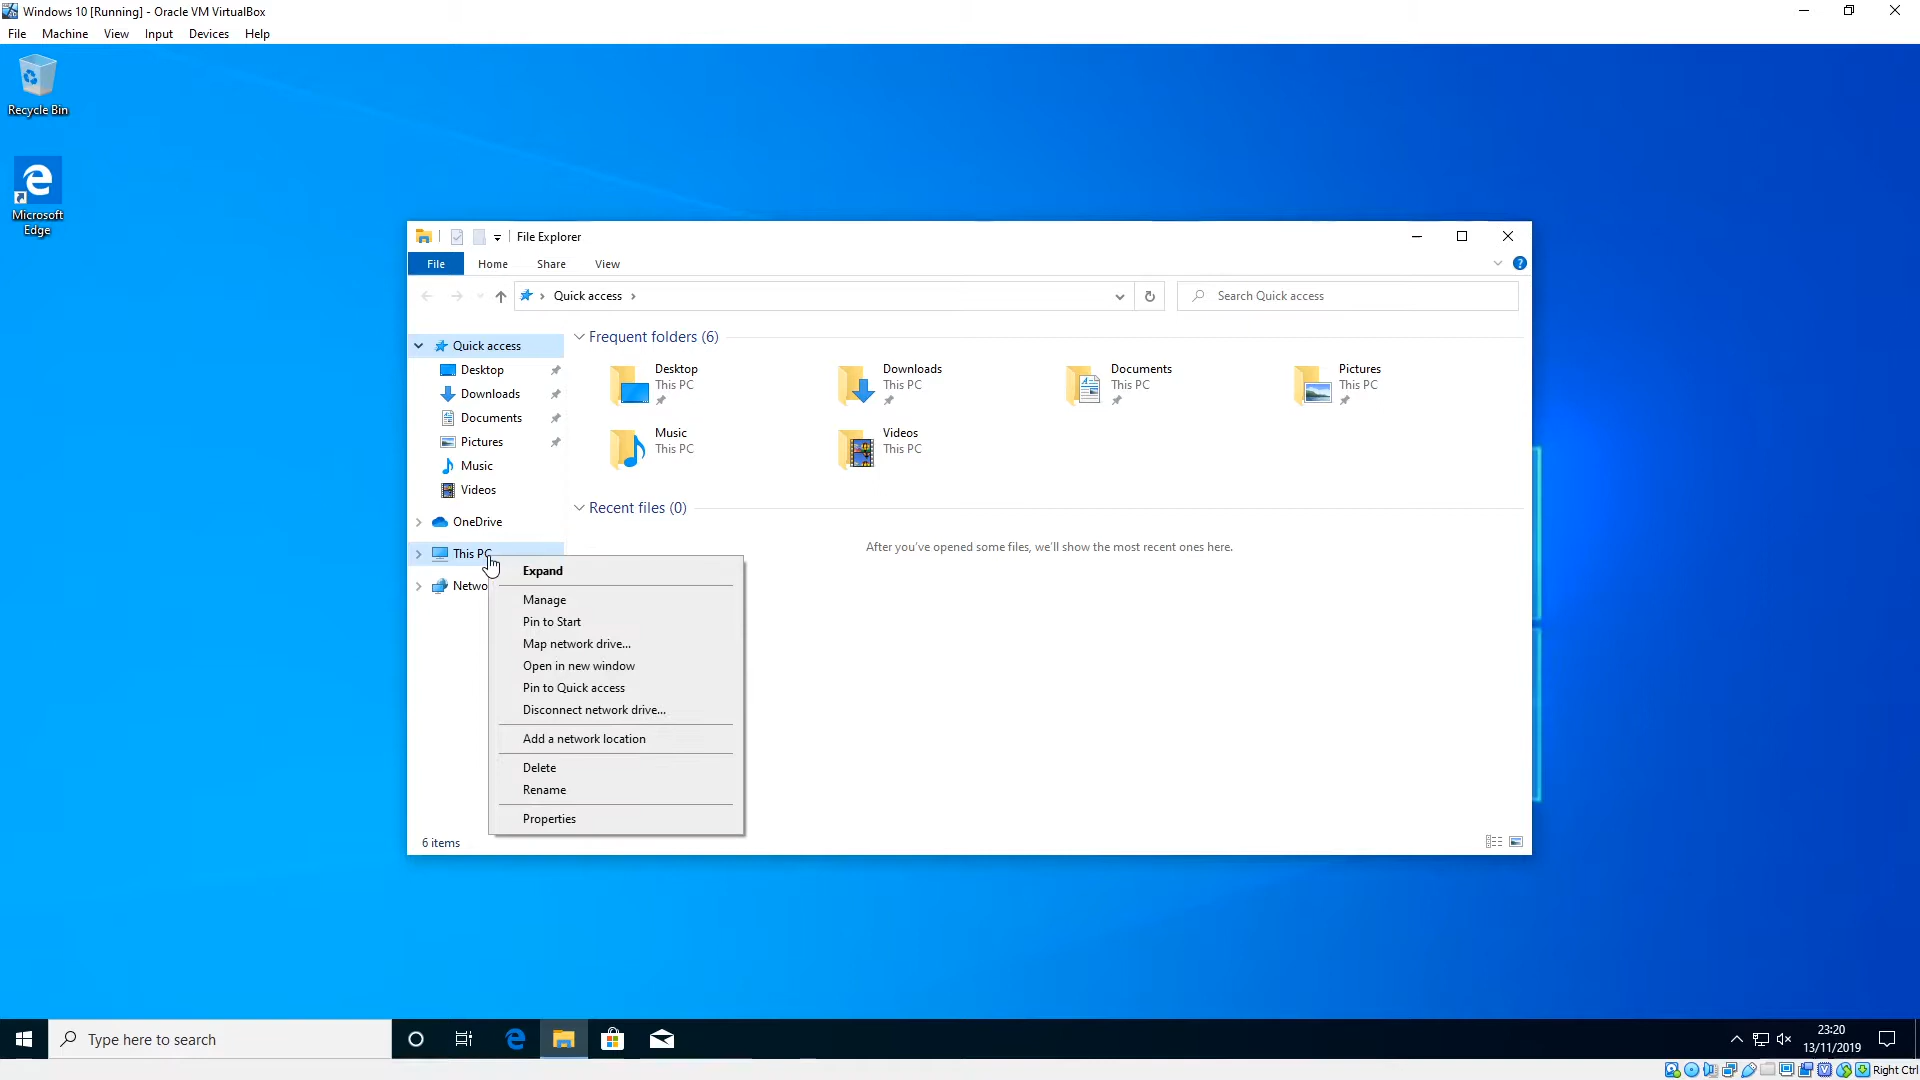 Windows 10 [Running] - Oracle VM VirtualBox
File Machine View Input Devices Help
Recycle Bin
Microsoft
Edge
File Explorer
File Home Share View
Quick access
Search Quick access
Quick access
Desktop
Downloads
Documents
Pictures
Music
Videos
OneDrive
This PC
Netwo
Frequent folders (6)
Desktop
This PC
Downloads
This PC
Documents
This PC
Pictures
This PC
Music
This PC
Videos
This PC
Recent files (0)
After you've opened some files, we'll show the most recent ones here.
Expand
Manage
Pin to Start
Map network drive...
Open in new window
Pin to Quick access
Disconnect network drive...
Add a network location
Delete
Rename
Properties
6 items
Type here to search
23:20
13/11/2019
Right Ctrl